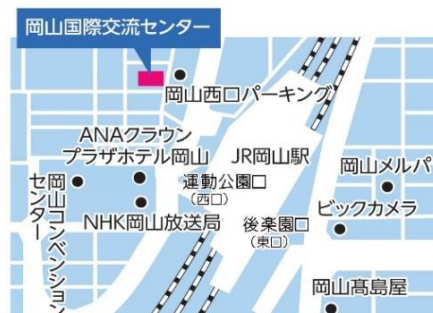 岡山国際交流センター
岡山西口パーキング
ANAクラウン
プラザホテル岡山
JR岡山駅
岡山メルパ
運動公園口
(西口)
ビックカメラ
岡山コンベンション
センター
NHK岡山放送局
後楽園口
(東口)
岡山髙島屋